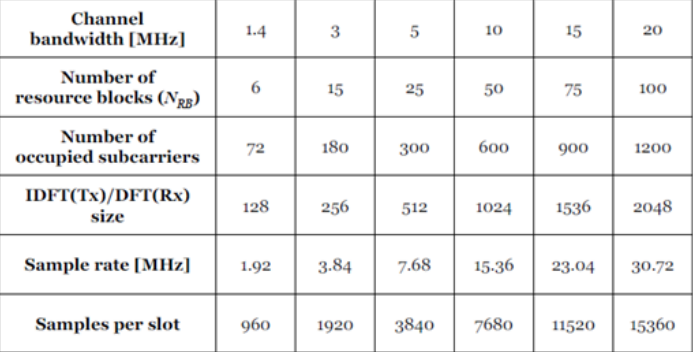 Channel
bandwidth [MHz] 1.4 3 5 10 15 20
Number of
resource blocks (N_RB) 6 15 25 50 75 100
Number of
occupied subcarriers 72 180 300 600 900 1200
IDFT(Tx)/DFT(Rx)
size 128 256 512 1024 1536 2048
Sample rate [MHz] 1.92 3.84 7.68 15.36 23.04 30.72
Samples per slot 960 1920 3840 7680 11520 15360